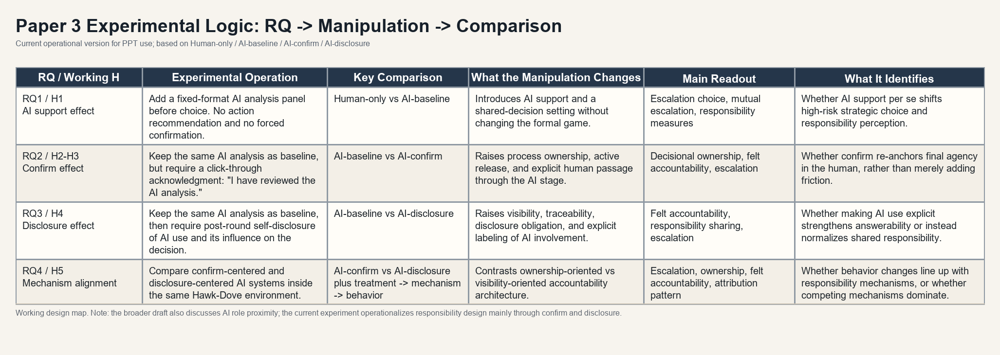 Paper 3 Experimental Logic: RQ -> Manipulation -> Comparison
Current operational version for PPT use; based on Human-only / AI-baseline / AI-confirm / AI-disclosure
RQ / Working H
Experimental Operation
Key Comparison
What the Manipulation Changes
Main Readout
What It Identifies
RQ1 / H1
AI support effect
Add a fixed-format AI analysis panel
before choice. No action
recommendation and no forced
confirmation.
Human-only vs AI-baseline
Introduces AI support and a
shared-decision setting without
changing the formal game.
Escalation choice, mutual
escalation, responsibility
measures
Whether AI support per se shifts
high-risk strategic choice and
responsibility perception.
RQ2 / H2-H3
Confirm effect
Keep the same AI analysis as baseline,
but require a click-through
acknowledgment: "I have reviewed the
AI analysis."
AI-baseline vs AI-confirm
Raises process ownership, active
release, and explicit human passage
through the AI stage.
Decisional ownership, felt
accountability, escalation
Whether confirm re-anchors final agency
in the human, rather than merely adding
friction.
RQ3 / H4
Disclosure effect
Keep the same AI analysis as baseline,
then require post-round self-disclosure
of AI use and its influence on the
decision.
AI-baseline vs AI-disclosure
Raises visibility, traceability,
disclosure obligation, and explicit
labeling of AI involvement.
Felt accountability,
responsibility sharing,
escalation
Whether making AI use explicit
strengthens answerability or instead
normalizes shared responsibility.
RQ4 / H5
Mechanism alignment
Compare confirm-centered and
disclosure-centered AI systems inside
the same Hawk-Dove environment.
AI-confirm vs AI-disclosure
plus treatment -> mechanism
-> behavior
Contrasts ownership-oriented vs
visibility-oriented accountability
architecture.
Escalation, ownership, felt
accountability, attribution
pattern
Whether behavior changes line up with
responsibility mechanisms, or whether
competing mechanisms dominate.
Working design map. Note: the broader draft also discusses AI role proximity; the current experiment operationalizes responsibility design mainly through confirm and disclosure.